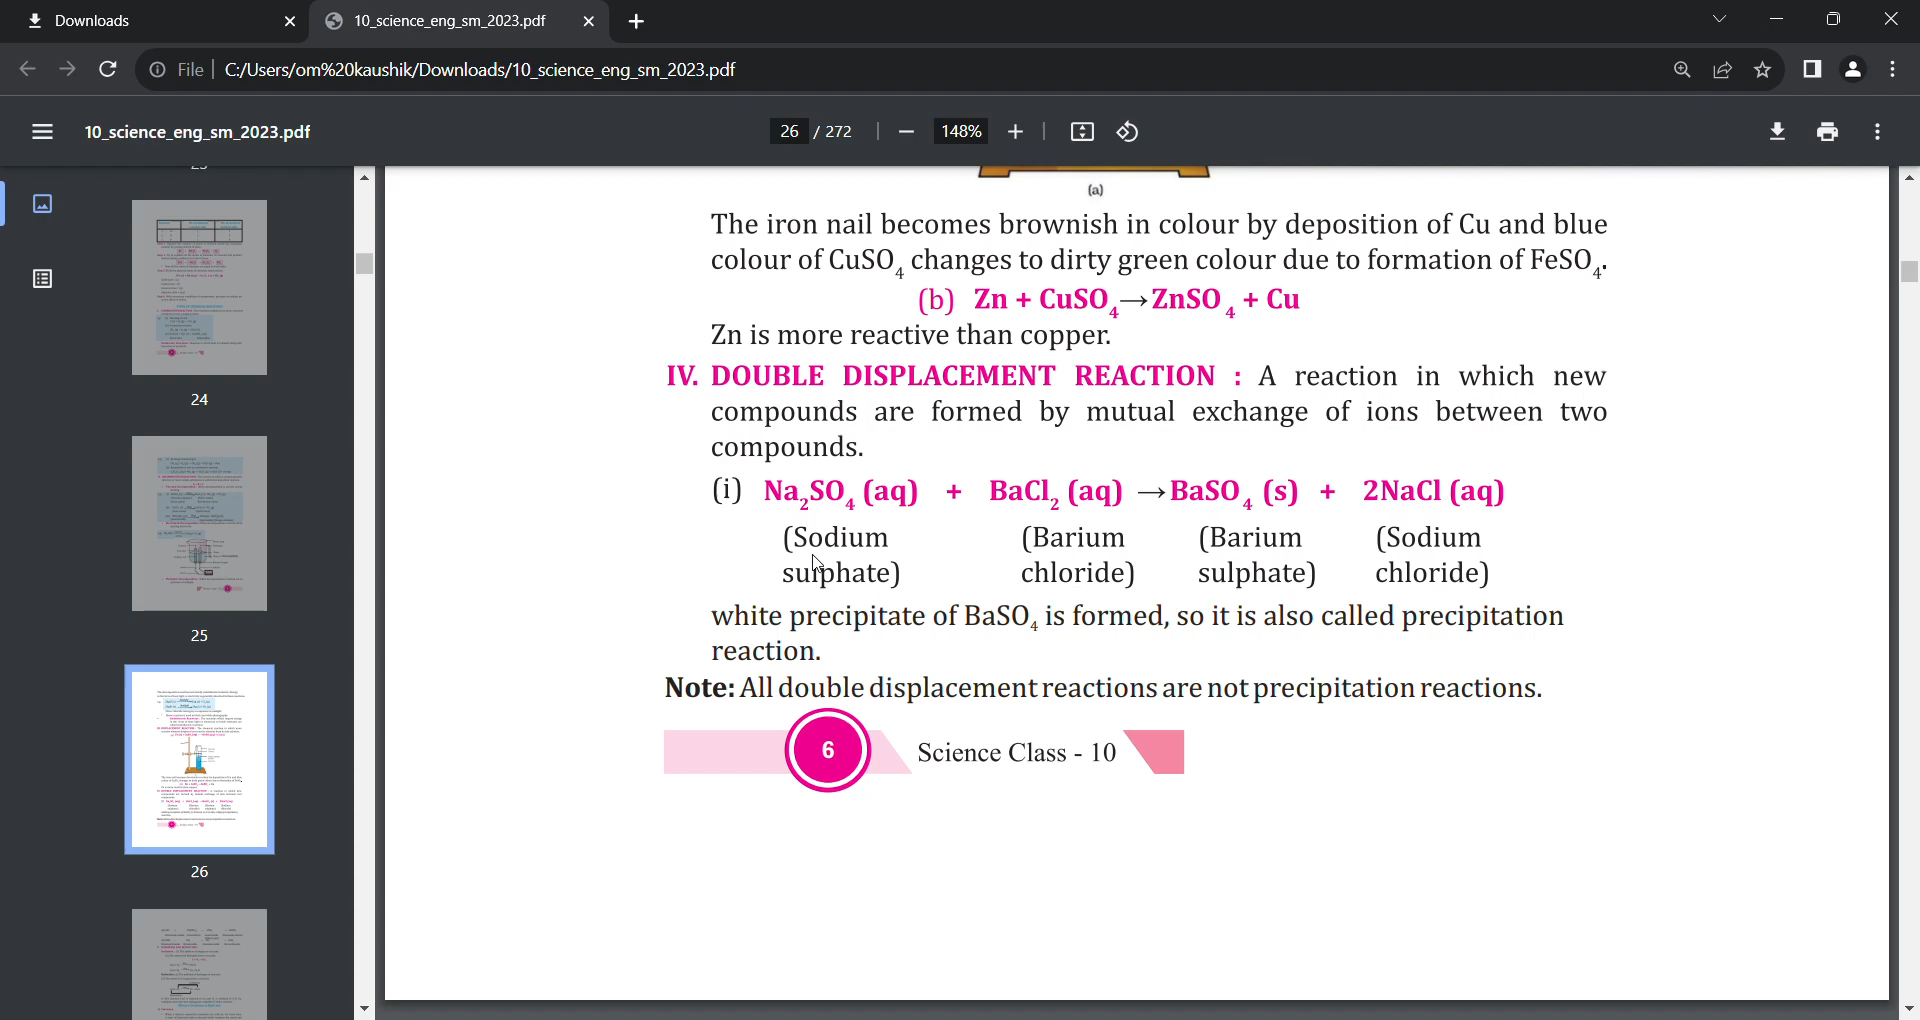 Downloads
10_science_eng_sm_2023.pdf
File
C:/Users/om%20kaushik/Downloads/10_science_eng_sm_2023.pdf
10_science_eng_sm_2023.pdf
26 / 272
148%
24
25
26
(a)
The iron nail becomes brownish in colour by deposition of Cu and blue
colour of CuSO₄ changes to dirty green colour due to formation of FeSO₄.
(b) Zn + CuSO₄→ZnSO₄ + Cu
Zn is more reactive than copper.
IV. DOUBLE DISPLACEMENT REACTION : A reaction in which new
compounds are formed by mutual exchange of ions between two
compounds.
(i) Na₂SO₄ (aq) + BaCl₂ (aq) →BaSO₄ (s) + 2NaCl (aq)
(Sodium (Barium (Barium (Sodium
sulphate) chloride) sulphate) chloride)
white precipitate of BaSO₄ is formed, so it is also called precipitation
reaction.
Note: All double displacement reactions are not precipitation reactions.
6 Science Class - 10